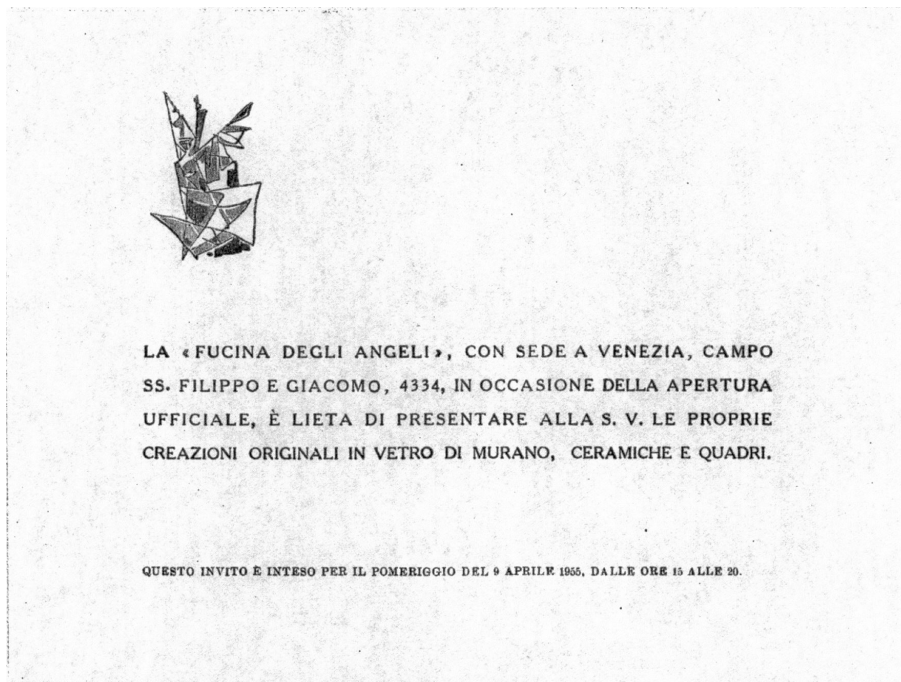 LA «FUCINA DEGLI ANGELI», CON SEDE A VENEZIA, CAMPO
SS. FILIPPO E GIACOMO, 4334, IN OCCASIONE DELLA APERTURA
UFFICIALE, È LIETA DI PRESENTARE ALLA S. V. LE PROPRIE
CREAZIONI ORIGINALI IN VETRO DI MURANO, CERAMICHE E QUADRI.
QUESTO INVITO È INTESO PER IL POMERIGGIO DEL 9 APRILE 1955, DALLE ORE 15 ALLE 20.